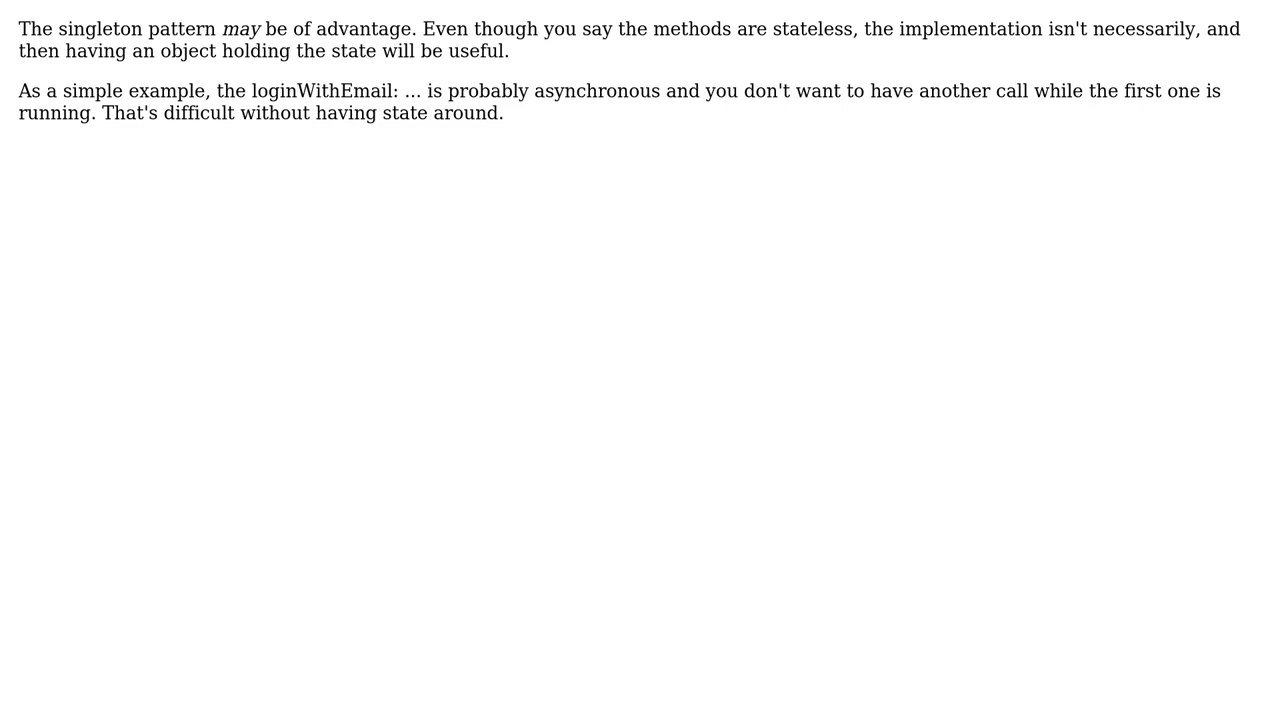 The singleton pattern may be of advantage. Even though you say the methods are stateless, the implementation isn't necessarily, and
then having an object holding the state will be useful.
As a simple example, the loginWithEmail: ... is probably asynchronous and you don't want to have another call while the first one is
running. That's difficult without having state around.